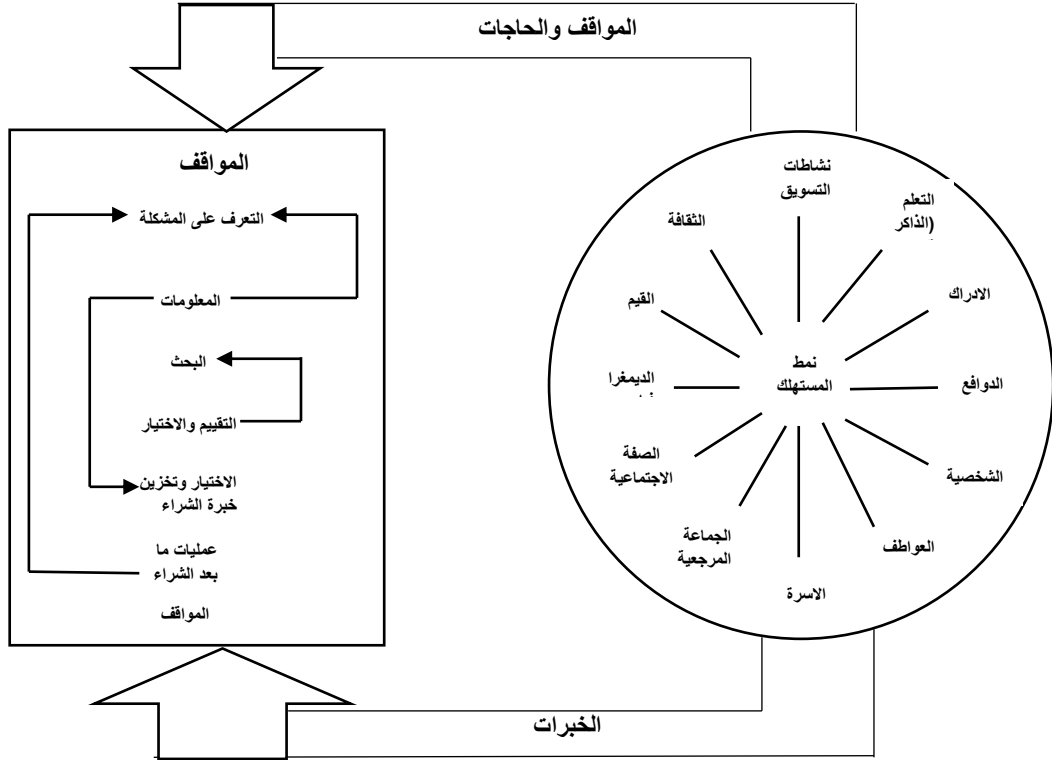 المواقف والحاجات
نشاطات
التسويق
التعلم
(الذاكر
الادراك
الدوافع
الشخصية
العواطف
الاسرة
الجماعة
المرجعية
الصفة
الاجتماعية
الديمغرا
القيم
الثقافة
نمط
المستهلك
المواقف
التعرف على المشكلة
المعلومات
البحث
التقييم والاختيار
الاختيار وتخزين
خبرة الشراء
عمليات ما
بعد الشراء
المواقف
الخبرات